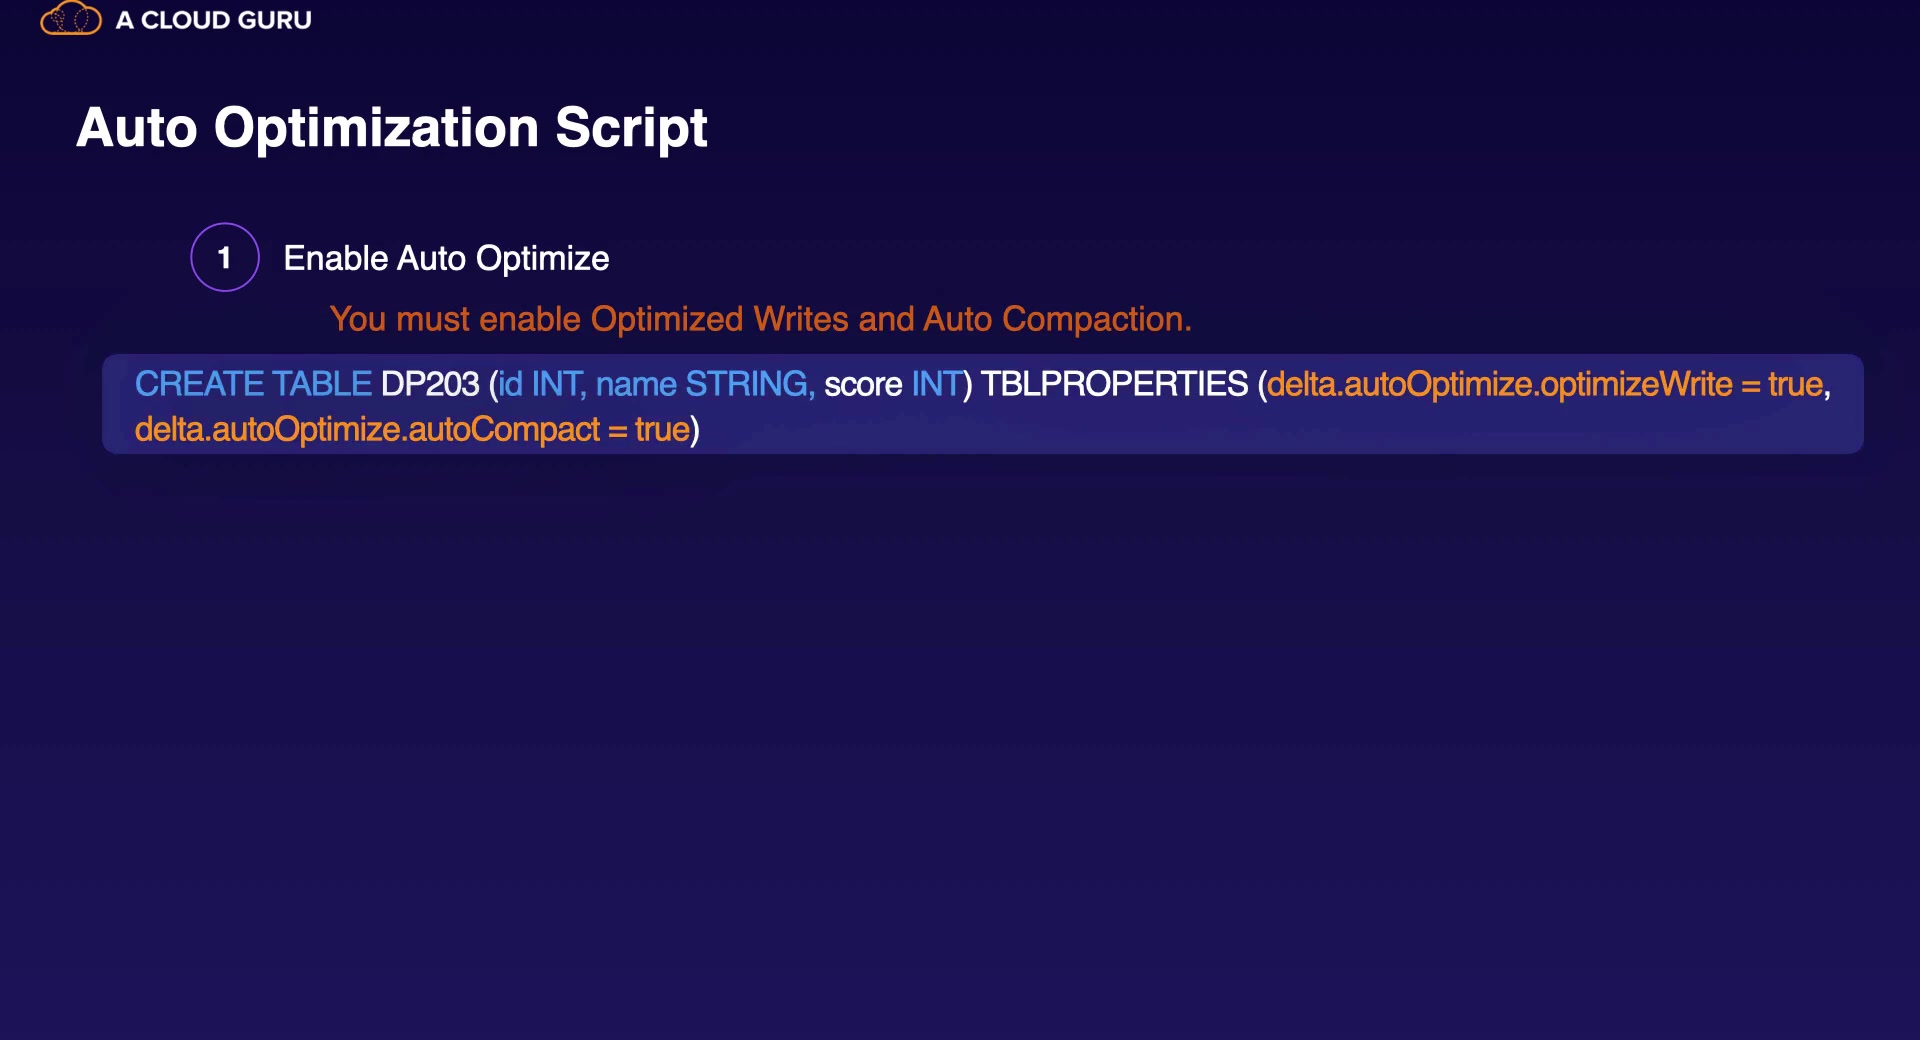 A CLOUD GURU
Auto Optimization Script
1 Enable Auto Optimize
You must enable Optimized Writes and Auto Compaction.
CREATE TABLE DP203 (id INT, name STRING, score INT) TBLPROPERTIES (delta.autoOptimize.optimizeWrite = true,
delta.autoOptimize.autoCompact = true)